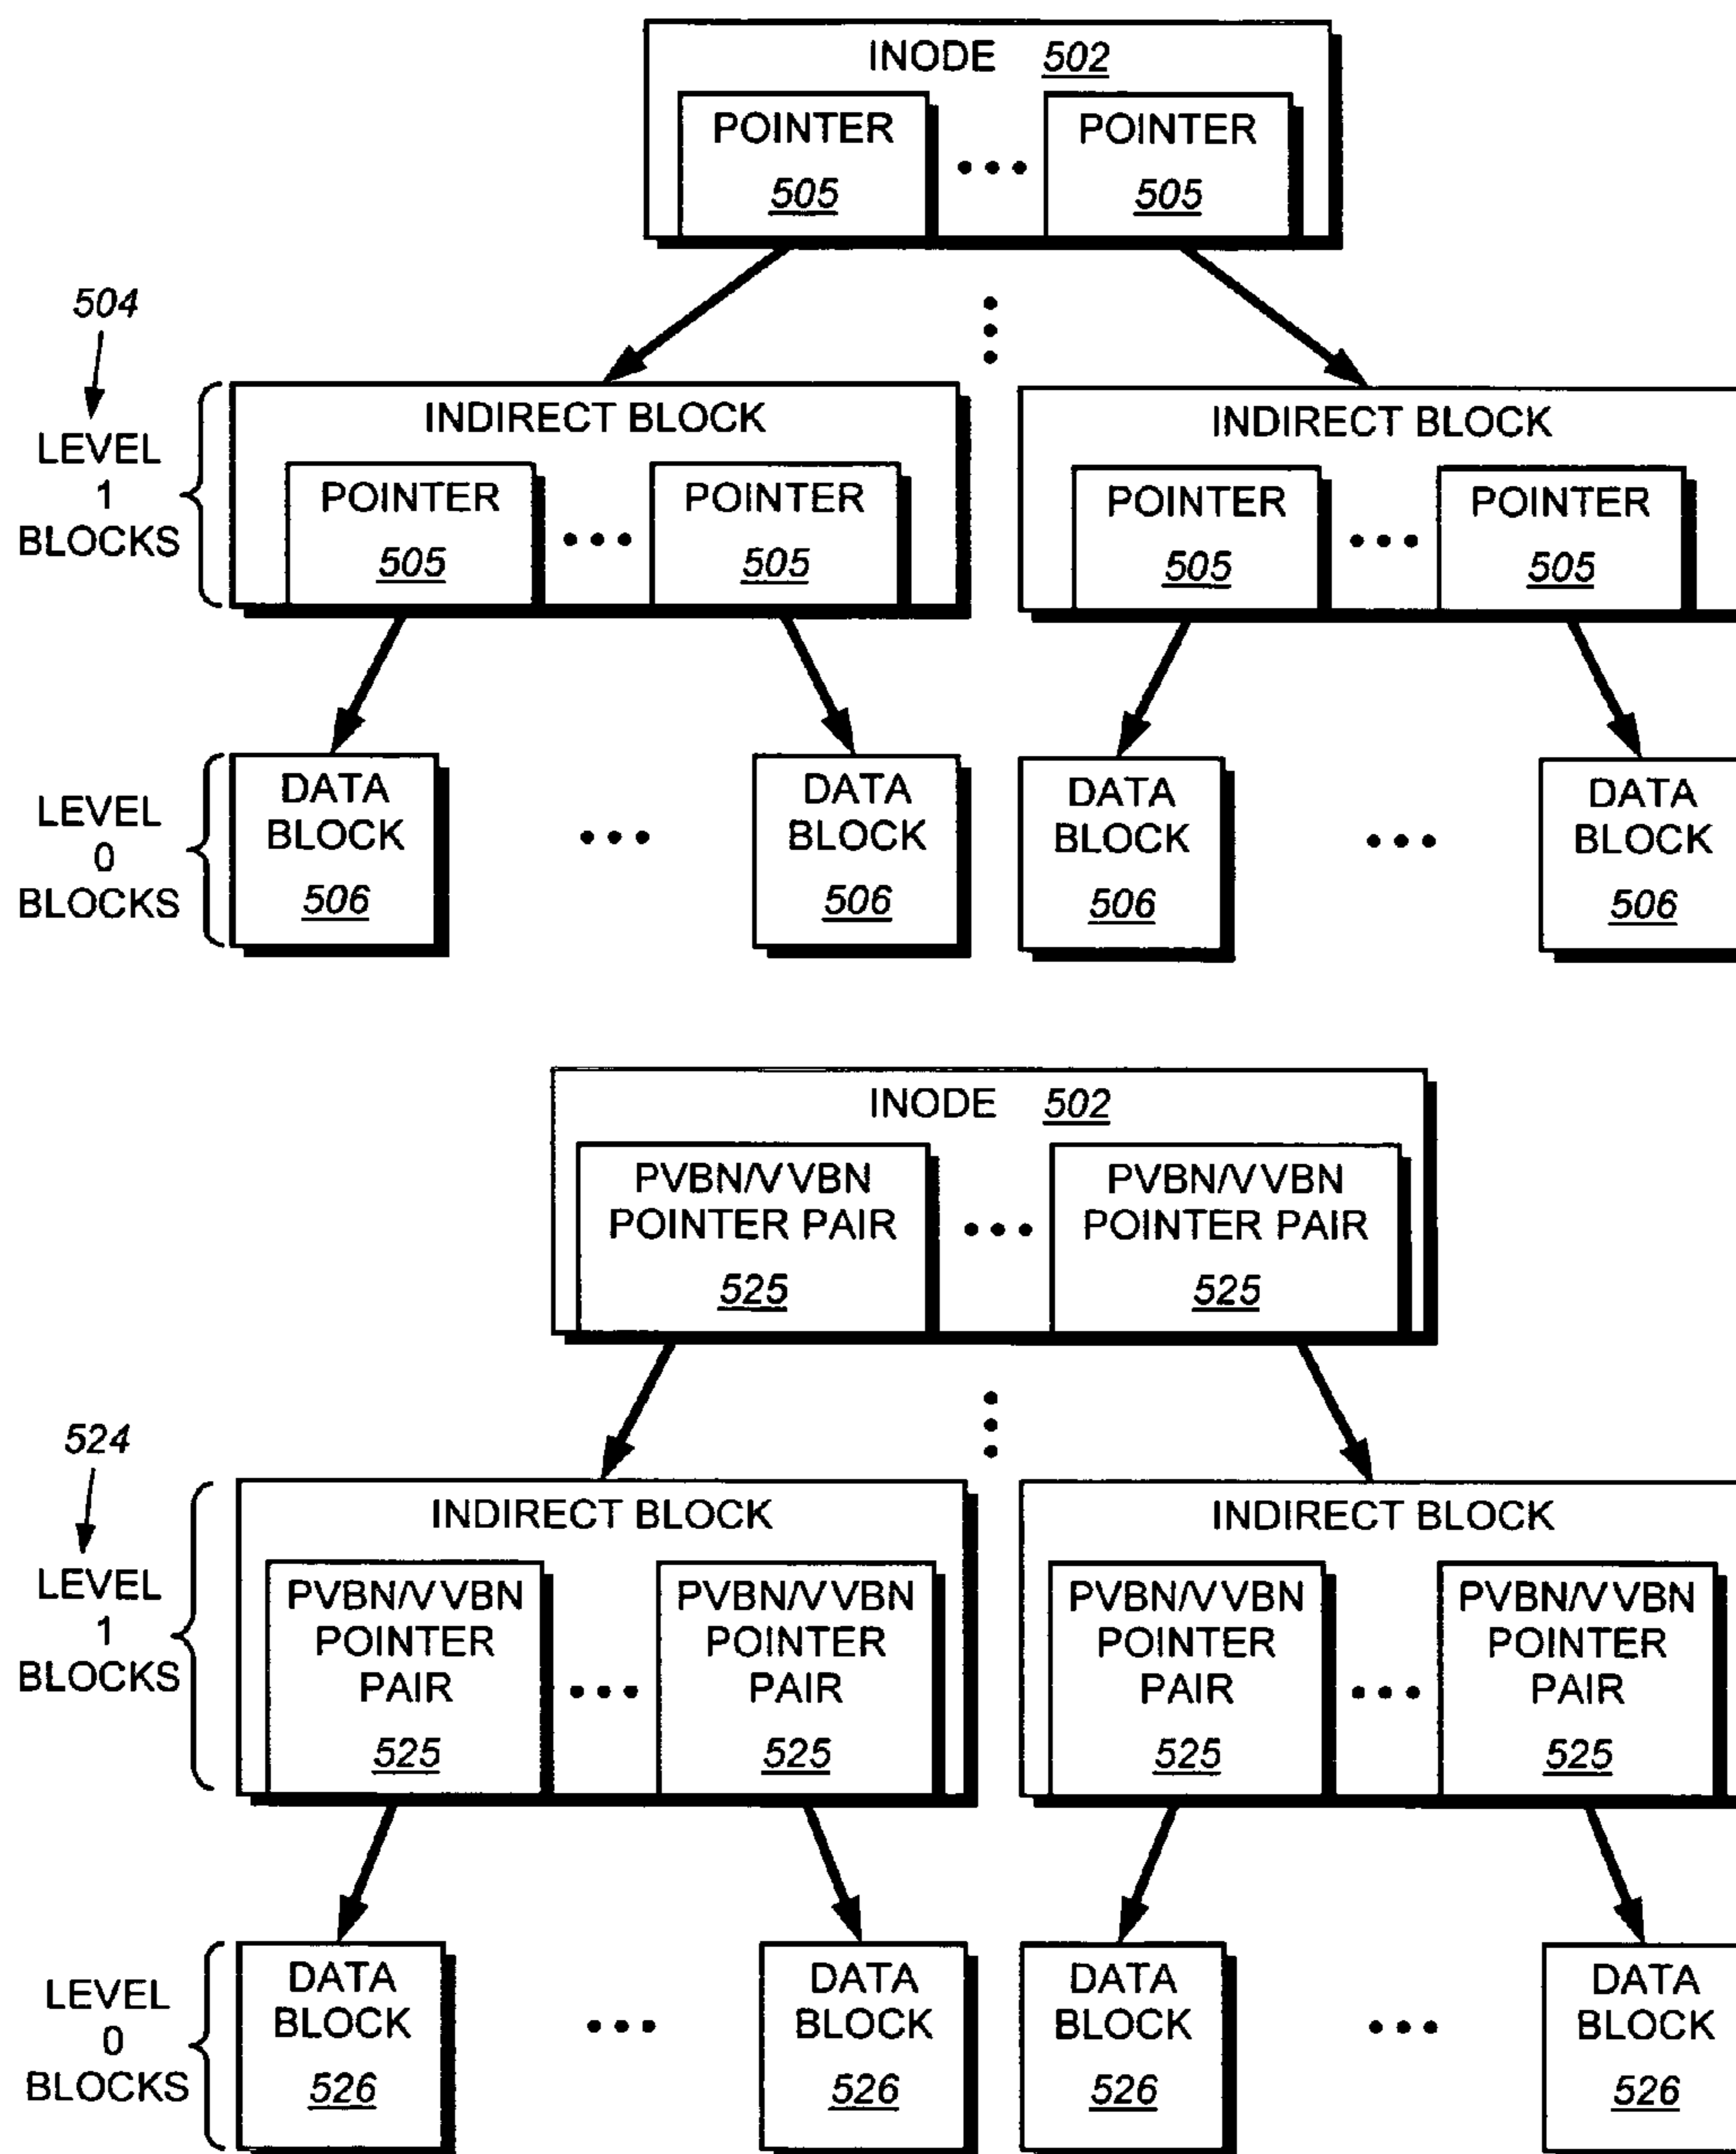 INODE 502
POINTER
505
POINTER
505
504
LEVEL
1
BLOCKS
INDIRECT BLOCK
POINTER
505
POINTER
505
INDIRECT BLOCK
POINTER
505
POINTER
505
LEVEL
0
BLOCKS
DATA
BLOCK
506
DATA
BLOCK
506
DATA
BLOCK
506
DATA
BLOCK
506
INODE 502
PVBN/VVBN
POINTER PAIR
525
PVBN/VVBN
POINTER PAIR
525
524
LEVEL
1
BLOCKS
INDIRECT BLOCK
PVBN/VVBN
POINTER
PAIR
525
PVBN/VVBN
POINTER
PAIR
525
INDIRECT BLOCK
PVBN/VVBN
POINTER
PAIR
525
PVBN/VVBN
POINTER
PAIR
525
LEVEL
0
BLOCKS
DATA
BLOCK
526
DATA
BLOCK
526
DATA
BLOCK
526
DATA
BLOCK
526